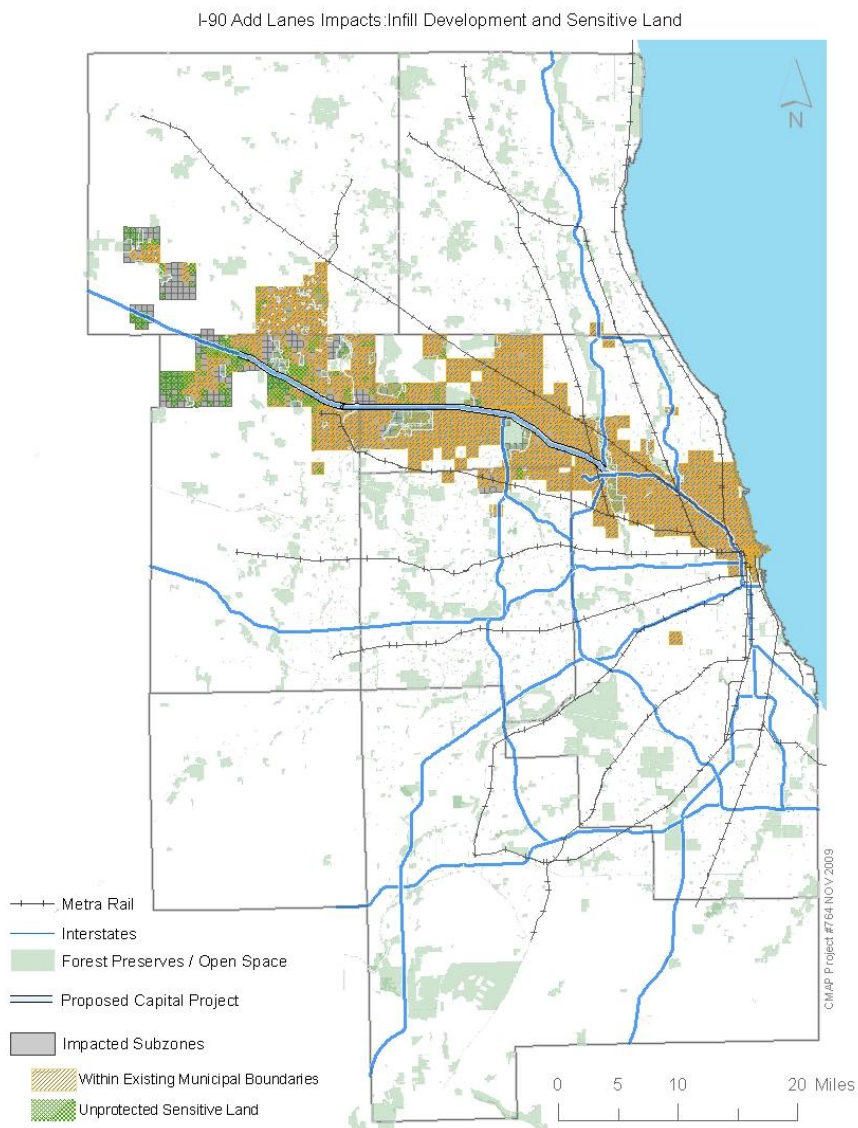 I-90 Add Lanes Impacts:Infill Development and Sensitive Land
N
Metra Rail
Interstates
Forest Preserves / Open Space
Proposed Capital Project
Impacted Subzones
Within Existing Municipal Boundaries
Unprotected Sensitive Land
0 5 10 20 Miles
CMAP Project #764 NOV 2009